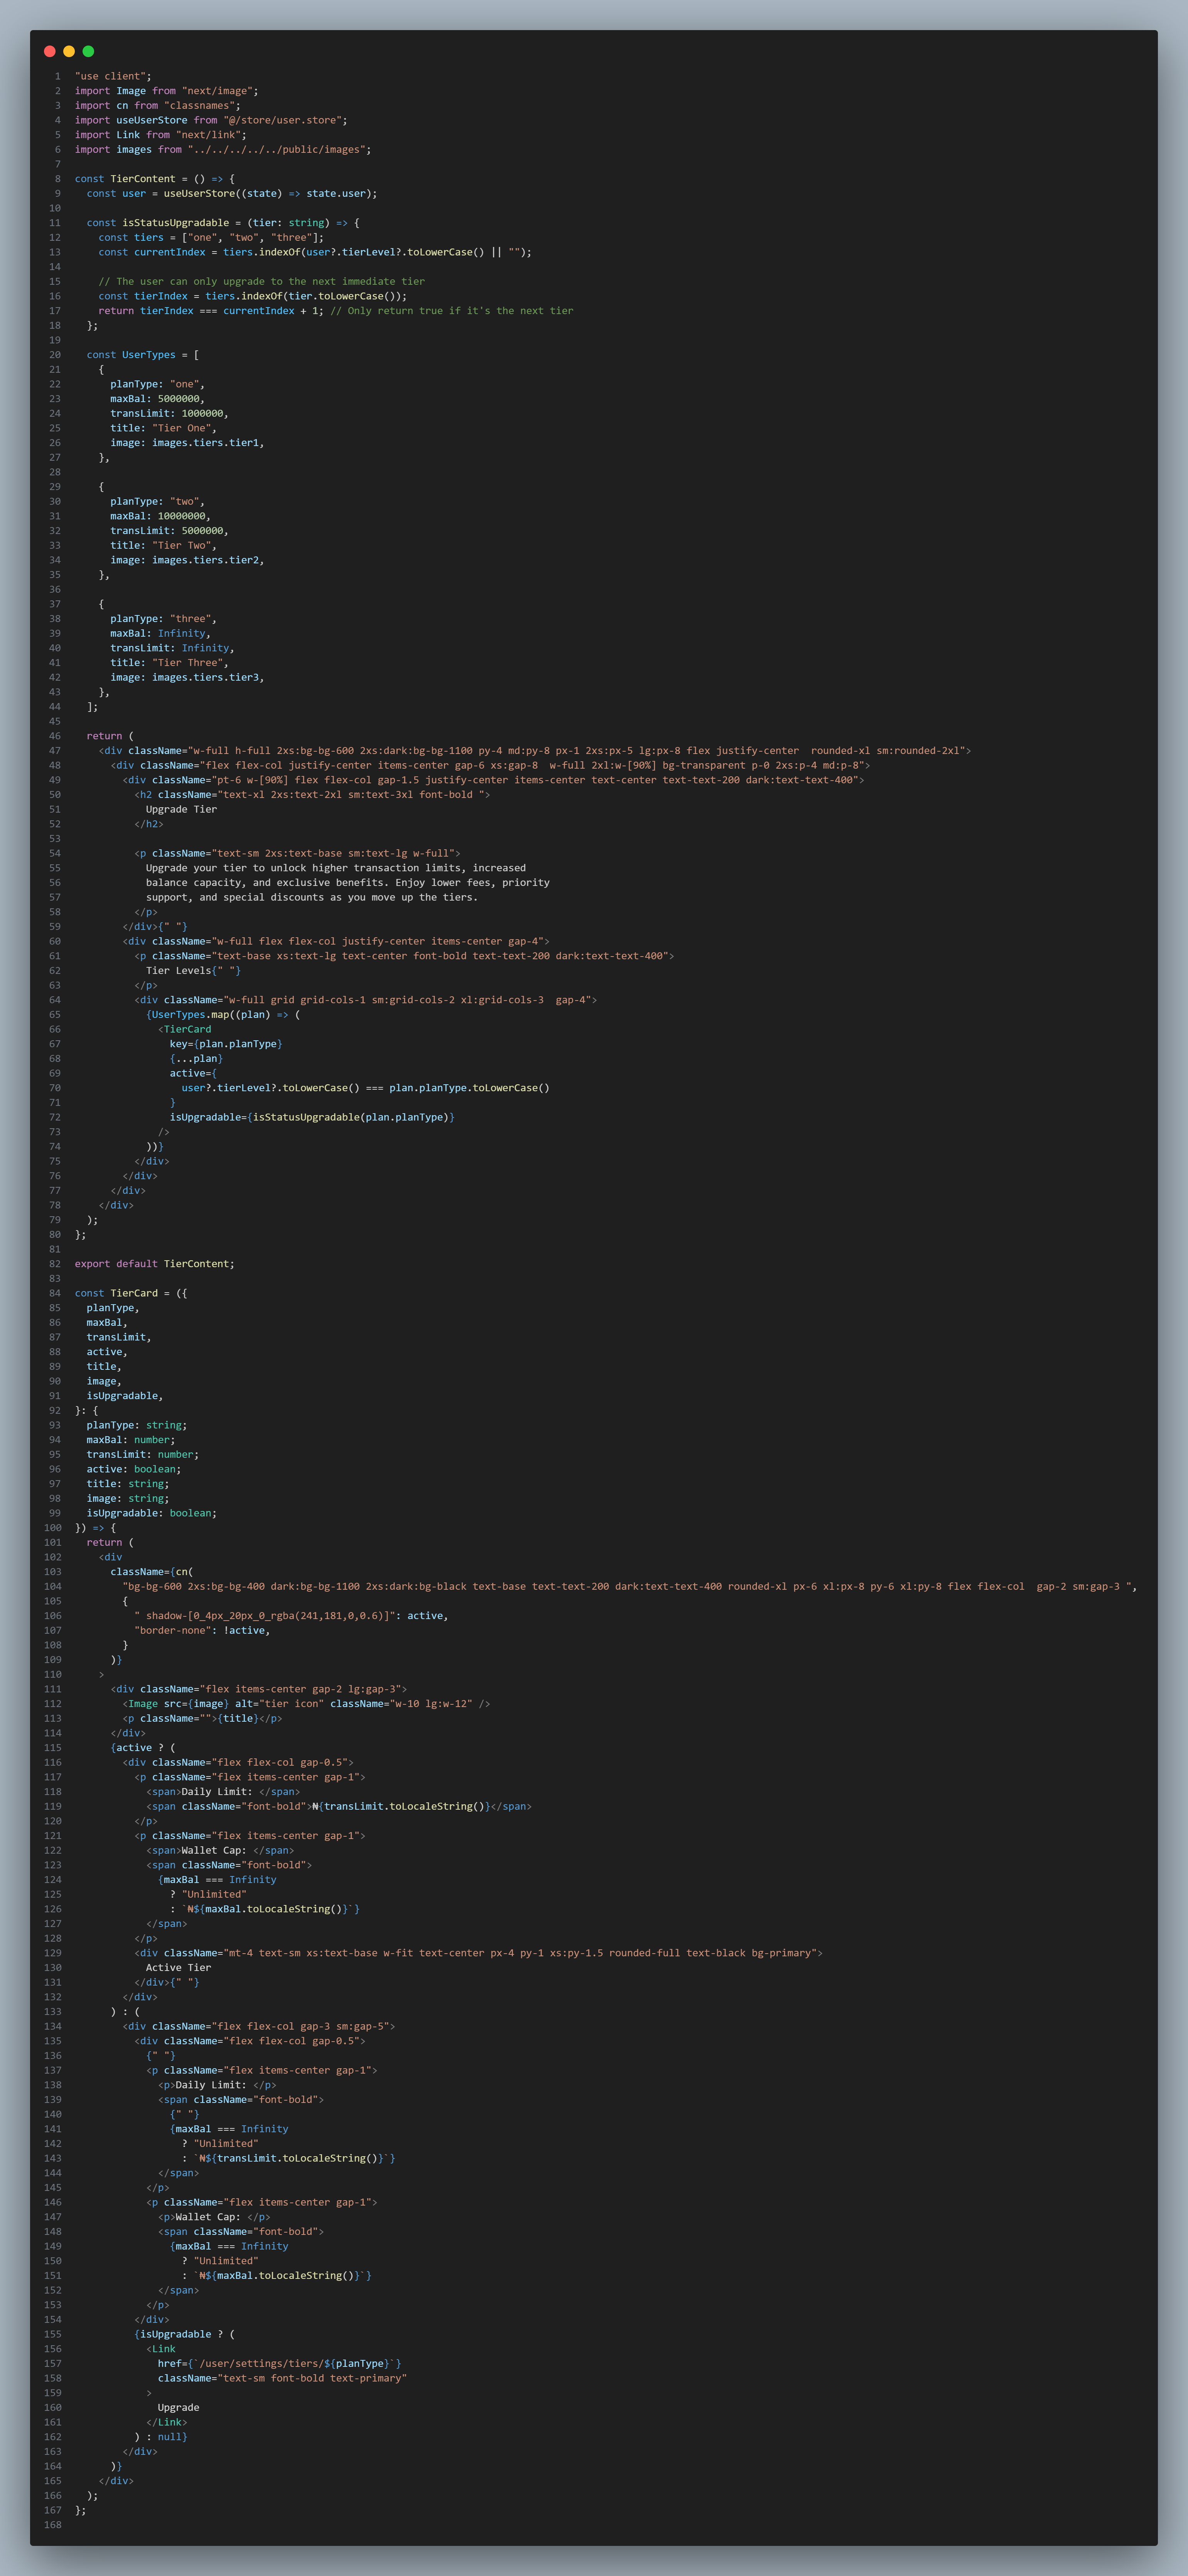 1 "use client";
2 import Image from "next/image";
3 import cn from "classnames";
4 import useUserStore from "@/store/user.store";
5 import Link from "next/link";
6 import images from "../../../../../public/images";
7
8 const TierContent = () => {
9   const user = useUserStore((state) => state.user);
10
11   const isStatusUpgradable = (tier: string) => {
12     const tiers = ["one", "two", "three"];
13     const currentIndex = tiers.indexOf(user?.tierLevel?.toLowerCase() || "");
14
15     // The user can only upgrade to the next immediate tier
16     const tierIndex = tiers.indexOf(tier.toLowerCase());
17     return tierIndex === currentIndex + 1; // Only return true if it's the next tier
18   };
19
20   const UserTypes = [
21     {
22       planType: "one",
23       maxBal: 5000000,
24       transLimit: 1000000,
25       title: "Tier One",
26       image: images.tiers.tier1,
27     },
28
29     {
30       planType: "two",
31       maxBal: 10000000,
32       transLimit: 5000000,
33       title: "Tier Two",
34       image: images.tiers.tier2,
35     },
36
37     {
38       planType: "three",
39       maxBal: Infinity,
40       transLimit: Infinity,
41       title: "Tier Three",
42       image: images.tiers.tier3,
43     },
44   ];
45
46   return (
47     <div className="w-full h-full 2xs:bg-bg-600 2xs:dark:bg-bg-1100 py-4 md:py-8 px-1 2xs:px-5 lg:px-8 flex justify-center  rounded-xl sm:rounded-2xl">
48       <div className="flex flex-col justify-center items-center gap-6 xs:gap-8  w-full 2xl:w-[90%] bg-transparent p-0 2xs:p-4 md:p-8">
49         <div className="pt-6 w-[90%] flex flex-col gap-1.5 justify-center items-center text-center text-text-200 dark:text-text-400">
50           <h2 className="text-xl 2xs:text-2xl sm:text-3xl font-bold ">
51             Upgrade Tier
52           </h2>
53
54           <p className="text-sm 2xs:text-base sm:text-lg w-full">
55             Upgrade your tier to unlock higher transaction limits, increased
56             balance capacity, and exclusive benefits. Enjoy lower fees, priority
57             support, and special discounts as you move up the tiers.
58           </p>
59         </div>{" "}
60         <div className="w-full flex flex-col justify-center items-center gap-4">
61           <p className="text-base xs:text-lg text-center font-bold text-text-200 dark:text-text-400">
62             Tier Levels{" "}
63           </p>
64           <div className="w-full grid grid-cols-1 sm:grid-cols-2 xl:grid-cols-3  gap-4">
65             {UserTypes.map((plan) => (
66               <TierCard
67                 key={plan.planType}
68                 {...plan}
69                 active={
70                   user?.tierLevel?.toLowerCase() === plan.planType.toLowerCase()
71                 }
72                 isUpgradable={isStatusUpgradable(plan.planType)}
73               />
74             ))}
75           </div>
76         </div>
77       </div>
78     </div>
79   );
80 };
81
82 export default TierContent;
83
84 const TierCard = ({
85   planType,
86   maxBal,
87   transLimit,
88   active,
89   title,
90   image,
91   isUpgradable,
92 }: {
93   planType: string;
94   maxBal: number;
95   transLimit: number;
96   active: boolean;
97   title: string;
98   image: string;
99   isUpgradable: boolean;
100 }) => {
101   return (
102     <div
103       className={cn(
104         "bg-bg-600 2xs:bg-bg-400 dark:bg-bg-1100 2xs:dark:bg-black text-base text-text-200 dark:text-text-400 rounded-xl px-6 xl:px-8 py-6 xl:py-8 flex flex-col  gap-2 sm:gap-3 ",
105         {
106           " shadow-[0_4px_20px_0_rgba(241,181,0,0.6)]": active,
107           "border-none": !active,
108         }
109       )}
110     >
111       <div className="flex items-center gap-2 lg:gap-3">
112         <Image src={image} alt="tier icon" className="w-10 lg:w-12" />
113         <p className="">{title}</p>
114       </div>
115       {active ? (
116         <div className="flex flex-col gap-0.5">
117           <p className="flex items-center gap-1">
118             <span>Daily Limit: </span>
119             <span className="font-bold">₦{transLimit.toLocaleString()}</span>
120           </p>
121           <p className="flex items-center gap-1">
122             <span>Wallet Cap: </span>
123             <span className="font-bold">
124               {maxBal === Infinity
125                 ? "Unlimited"
126                 : `₦${maxBal.toLocaleString()}`}
127             </span>
128           </p>
129           <div className="mt-4 text-sm xs:text-base w-fit text-center px-4 py-1 xs:py-1.5 rounded-full text-black bg-primary">
130             Active Tier
131           </div>{" "}
132         </div>
133       ) : (
134         <div className="flex flex-col gap-3 sm:gap-5">
135           <div className="flex flex-col gap-0.5">
136             {" "}
137             <p className="flex items-center gap-1">
138               <p>Daily Limit: </p>
139               <span className="font-bold">
140                 {" "}
141                 {maxBal === Infinity
142                   ? "Unlimited"
143                   : `₦${transLimit.toLocaleString()}`}
144               </span>
145             </p>
146             <p className="flex items-center gap-1">
147               <p>Wallet Cap: </p>
148               <span className="font-bold">
149                 {maxBal === Infinity
150                   ? "Unlimited"
151                   : `₦${maxBal.toLocaleString()}`}
152               </span>
153             </p>
154           </div>
155           {isUpgradable ? (
156             <Link
157               href={`/user/settings/tiers/${planType}`}
158               className="text-sm font-bold text-primary"
159             >
160               Upgrade
161             </Link>
162           ) : null}
163         </div>
164       )}
165     </div>
166   );
167 };
168